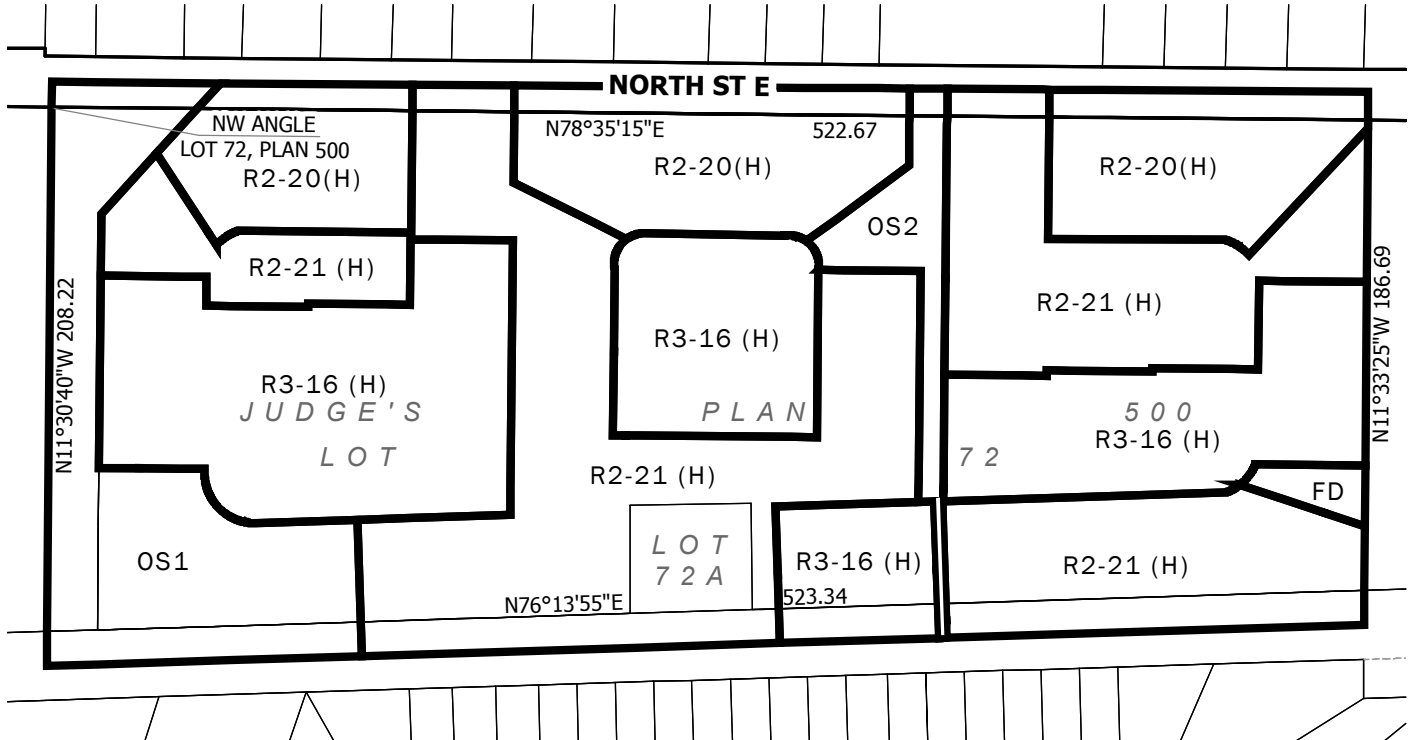 NORTH ST E
NW ANGLE
LOT 72, PLAN 500
N78°35'15"E
522.67
R2-20(H)
R2-20(H)
R2-20(H)
OS2
R2-21 (H)
R2-21 (H)
N11°30'40"W 208.22
N11°33'25"W 186.69
R3-16 (H)
R3-16 (H)
JUDGE'S
PLAN
500
R3-16 (H)
LOT
72
R2-21 (H)
FD
LOT
72A
OS1
R3-16 (H)
R2-21 (H)
N76°13'55"E
523.34